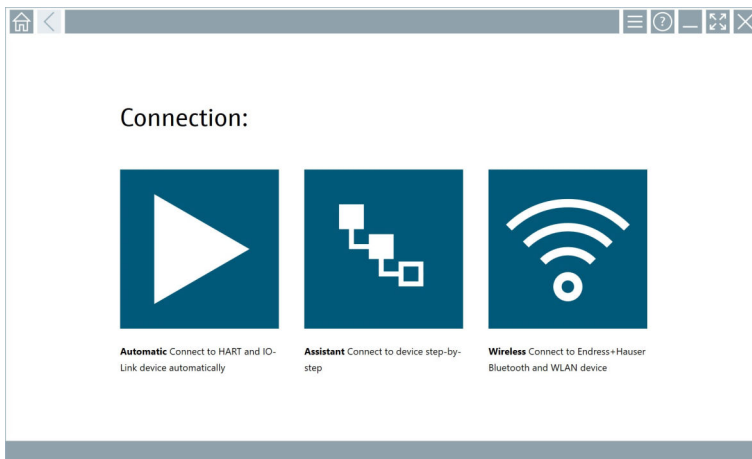 Connection:
Automatic Connect to HART and IO-
Link device automatically
Assistant Connect to device step-by-
step
Wireless Connect to Endress+Hauser
Bluetooth and WLAN device